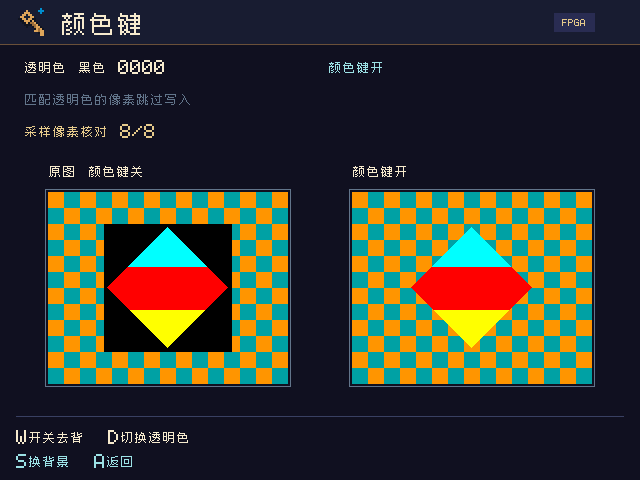 颜色键
FPGA
透明色 黑色 0000
颜色键开
匹配透明色的像素跳过写入
采样像素核对 8/8
原图 颜色键关
颜色键开
W开关去背 D切换透明色
S换背景 A返回